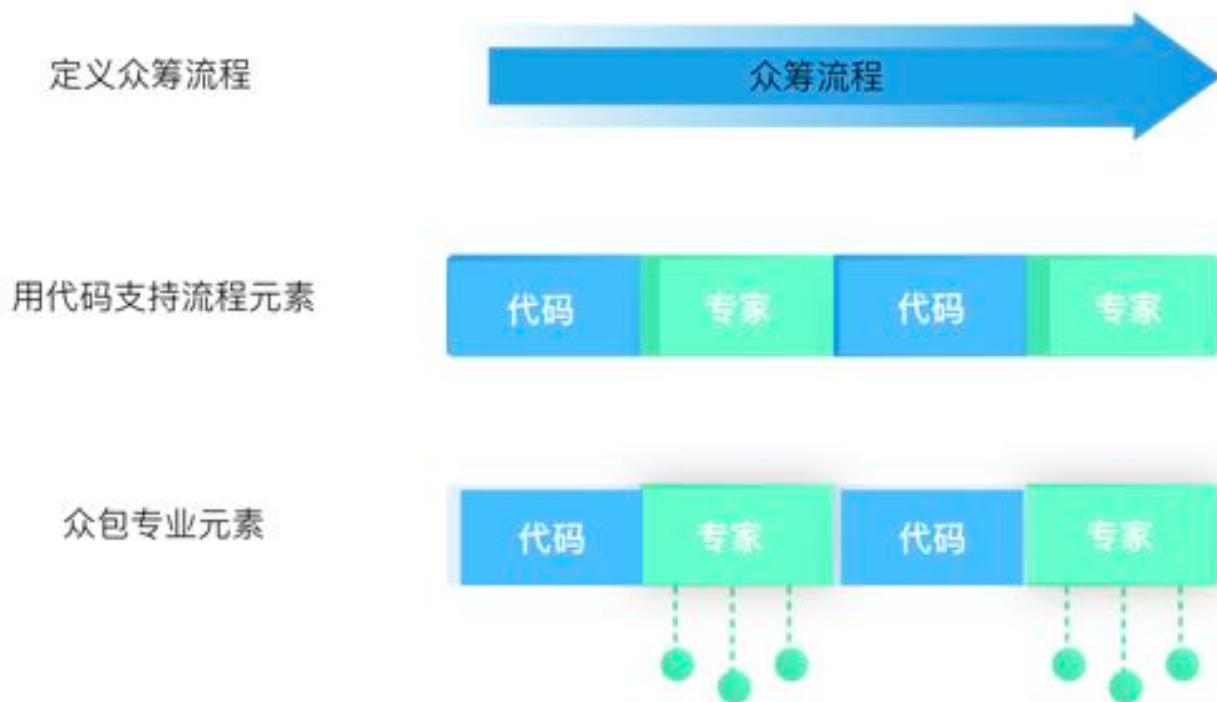 定义众筹流程
众筹流程
用代码支持流程元素
代码 专家 代码 专家
众包专业元素
代码 专家 代码 专家